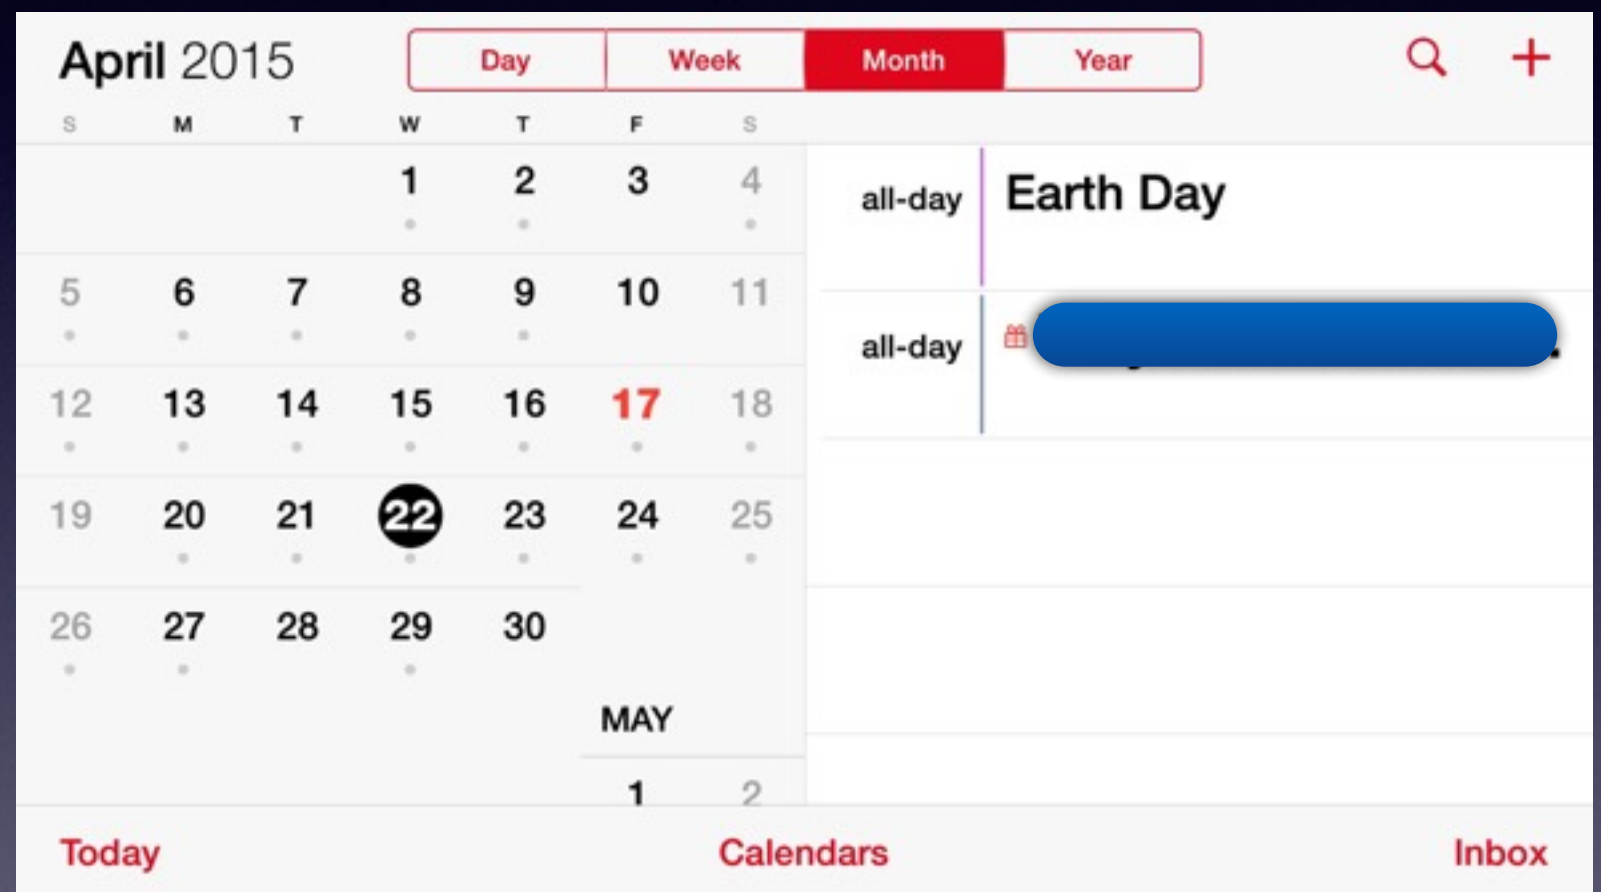 April 2015 Day Week Month Year
S M T W T F S
1 2 3 4
all-day Earth Day
5 6 7 8 9 10 11
all-day
12 13 14 15 16 17 18
19 20 21 22 23 24 25
26 27 28 29 30
MAY
1 2
Today Calendars Inbox